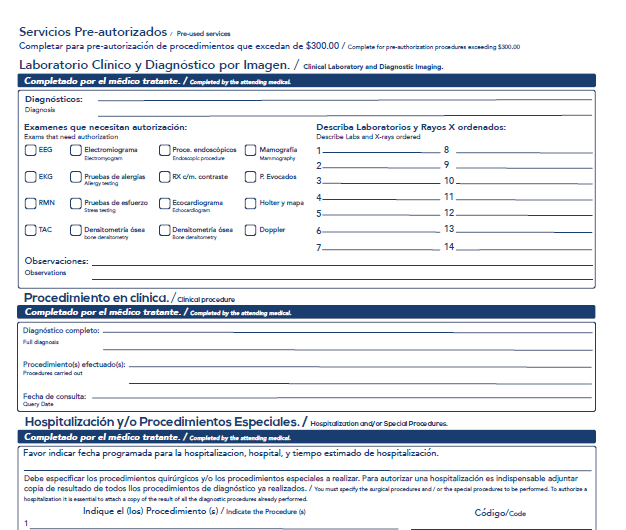 Servicios Pre-autorizados / Pre-used services
Completar para pre-autorización de procedimientos que excedan de $300.00 / Complete for pre-authorization procedures exceeding $300.00
Laboratorio Clínico y Diagnóstico por Imagen. / Clinical Laboratory and Diagnostic Imaging.
Completado por el médico tratante. / Completed by the attending medical.
Diagnósticos:
Diagnosis
Examenes que necesitan autorización:
Exams that need authorization
Describa Laboratorios y Rayos X ordenados:
Describe Labs and X-rays ordered
EEG
Electromiograma
Electromyogram
Proce. endoscópicos
Endoscopic procedure
Mamografía
Mammography
EKG
Pruebas de alergias
Allergy testing
RX c/m. contraste
P. Evocados
RMN
Pruebas de esfuerzo
Stress testing
Ecocardiograma
Echocardiogram
Holter y mapa
TAC
Densitometría ósea
bone densitometry
Densitometría ósea
bone densitometry
Doppler
1 8
2 9
3 10
4 11
5 12
6 13
7 14
Observaciones:
Observations
Procedimiento en clínica. / Clinical procedure
Completado por el médico tratante. / Completed by the attending medical.
Diagnóstico completo:
Full diagnosis
Procedimiento(s) efectuado(s):
Procedures carried out
Fecha de consulta:
Query Date
Hospitalización y/o Procedimientos Especiales. / Hospitalization and/or Special Procedures.
Completado por el médico tratante. / Completed by the attending medical.
Favor indicar fecha programada para la hospitalizacion, hospital, y tiempo estimado de hospitalización.
Debe especificar los procedimientos quirúrgicos y/o los procedimientos especiales a realizar. Para autorizar una hospitalización es indispensable adjuntar
copía de resultado de todos llos procedimientos de diagnóstico ya realizados. / You must specify the surgical procedures and / or the special procedures to be performed. To authorize a
hospitalization it is essential to attach a copy of the result of all the diagnostic procedures already performed.
Indique el (los) Procedimiento (s) / Indicate the Procedure (s) Código/Code
1